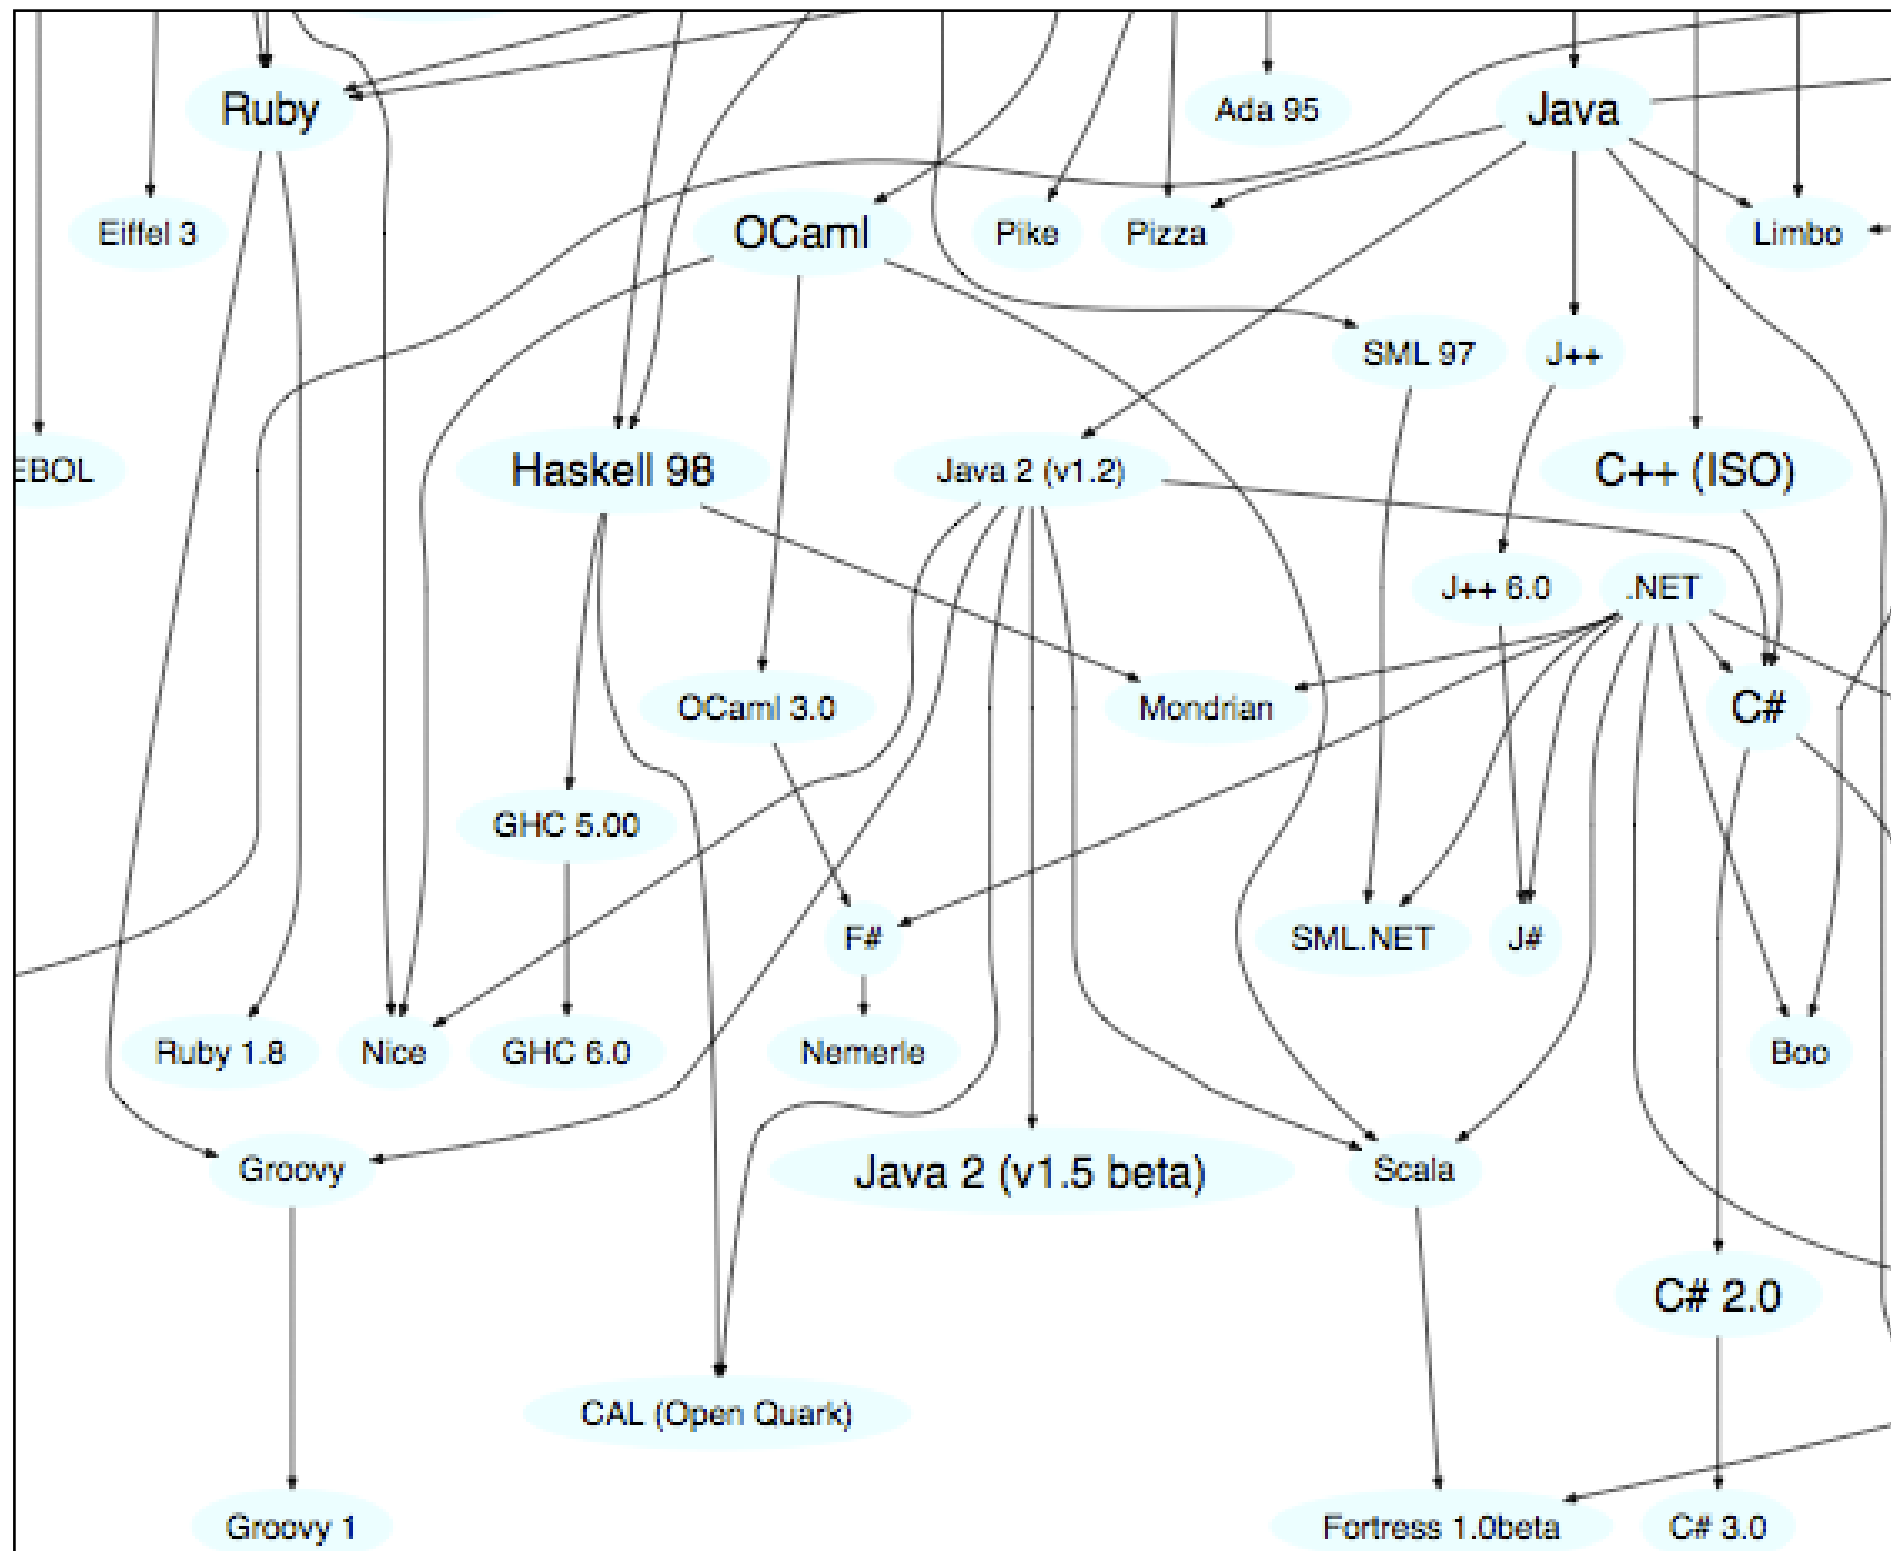 Ruby
Ada 95
Java
Eiffel 3
OCaml
Pike
Pizza
Limbo
SML 97
J++
EBOL
Haskell 98
Java 2 (v1.2)
C++ (ISO)
J++ 6.0
.NET
OCaml 3.0
Mondrian
C#
GHC 5.00
F#
SML.NET
J#
Ruby 1.8
Nice
GHC 6.0
Nemerle
Boo
Groovy
Java 2 (v1.5 beta)
Scala
C# 2.0
CAL (Open Quark)
Groovy 1
Fortress 1.0beta
C# 3.0